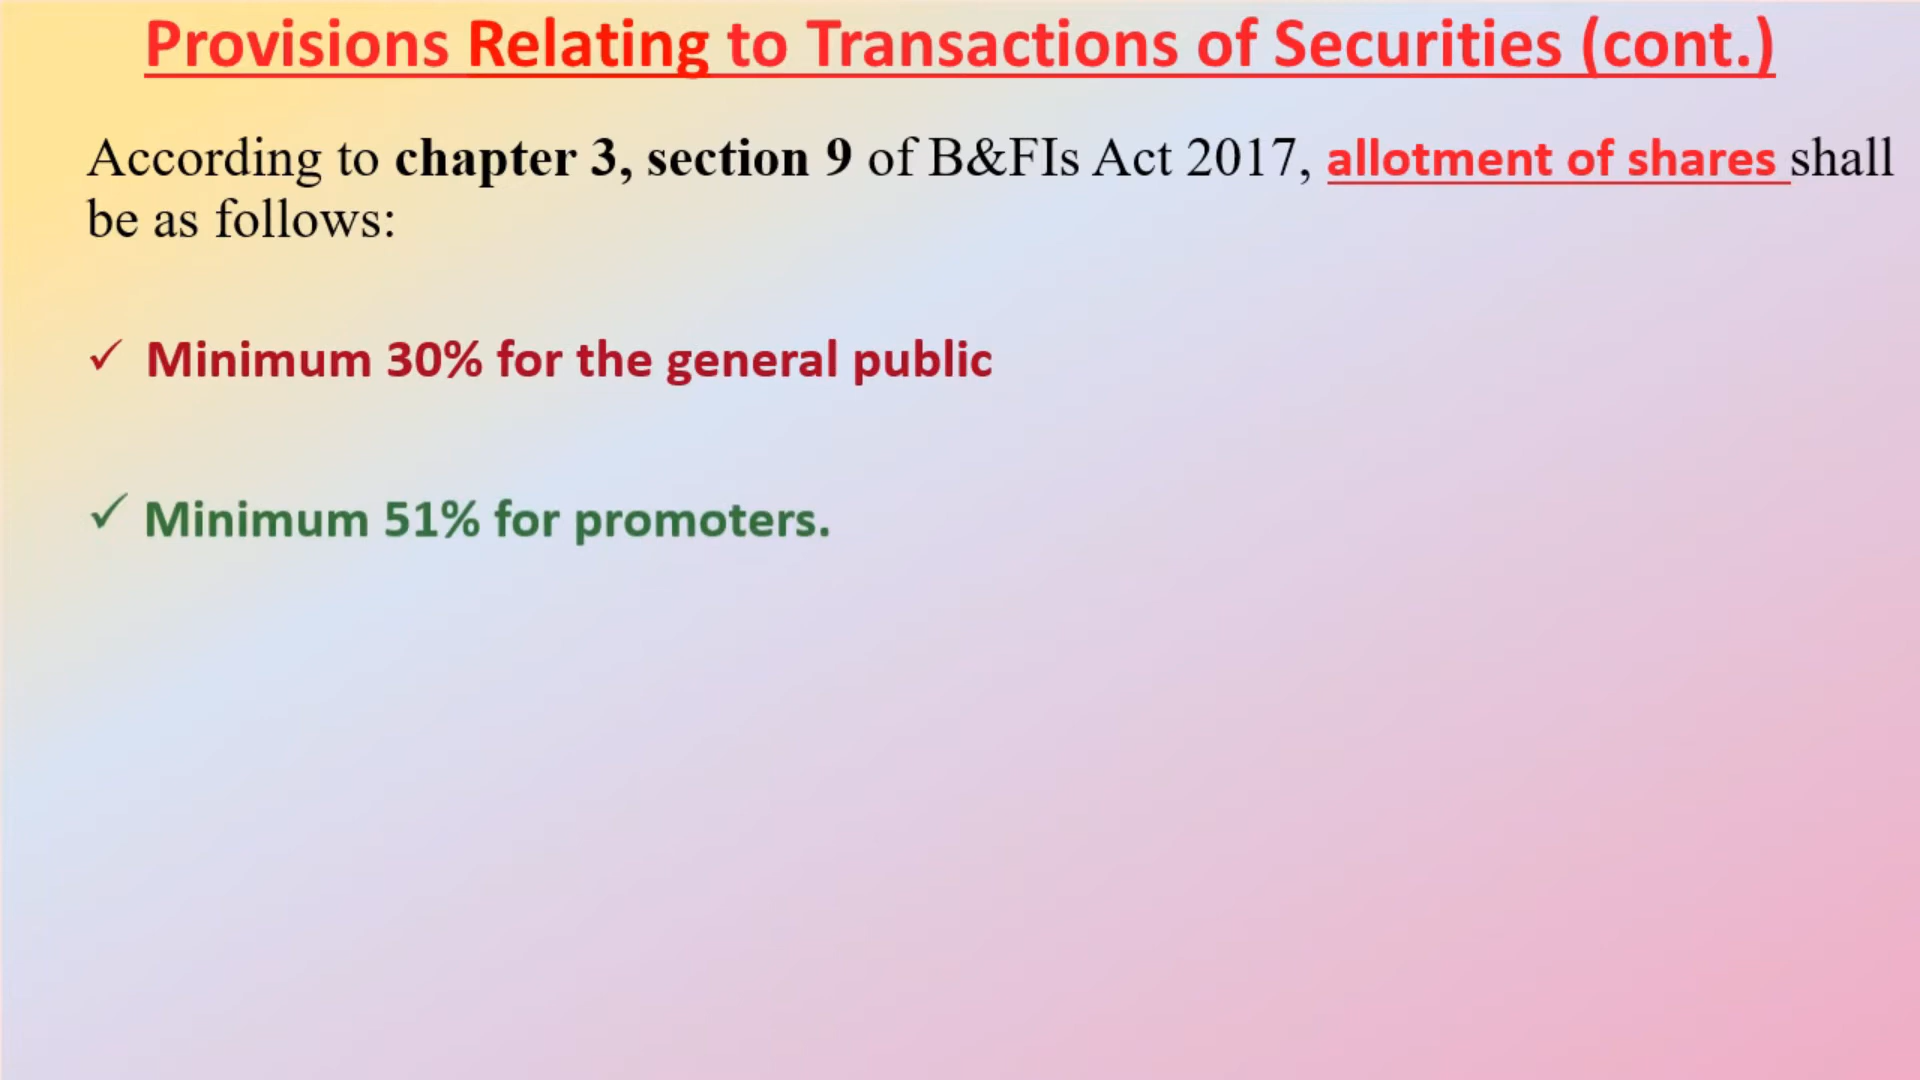 Provisions Relating to Transactions of Securities (cont.)
According to chapter 3, section 9 of B&FIs Act 2017, allotment of shares shall
be as follows:
✓ Minimum 30% for the general public
✓ Minimum 51% for promoters.